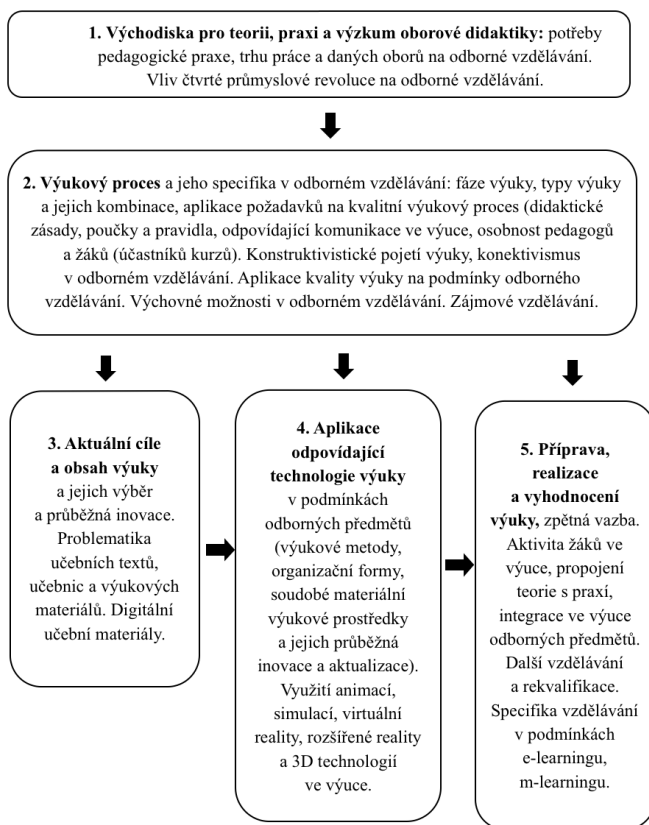 1. Východiska pro teorii, praxi a výzkum oborové didaktiky: potřeby
pedagogické praxe, trhu práce a daných oborů na odborné vzdělávání.
Vliv čtvrté průmyslové revoluce na odborné vzdělávání.
2. Výukový proces a jeho specifika v odborném vzdělávání: fáze výuky, typy výuky
a jejich kombinace, aplikace požadavků na kvalitní výukový proces (didaktické
zásady, poučky a pravidla, odpovídající komunikace ve výuce, osobnost pedagogů
a žáků (účastníků kurzů). Konstruktivistické pojetí výuky, konektivismus
v odborném vzdělávání. Aplikace kvality výuky na podmínky odborného
vzdělávání. Výchovné možnosti v odborném vzdělávání. Zájmové vzdělávání.
3. Aktuální cíle
a obsah výuky
a jejich výběr
a průběžná inovace.
Problematika
učebních textů,
učebnic a výukových
materiálů. Digitální
učební materiály.
4. Aplikace
odpovídající
technologie výuky
v podmínkách
odborných předmětů
(výukové metody,
organizační formy,
soudobé materiální
výukové prostředky
a jejich průběžná
inovace a aktualizace).
Využití animací,
simulací, virtuální
reality, rozšířené reality
a 3D technologií
ve výuce.
5. Příprava,
realizace
a vyhodnocení
výuky, zpětná vazba.
Aktivita žáků ve
výuce, propojení
teorie s praxí,
integrace ve výuce
odborných předmětů.
Další vzdělávání
a rekvalifikace.
Specifika vzdělávání
v podmínkách
e-learningu,
m-learningu.